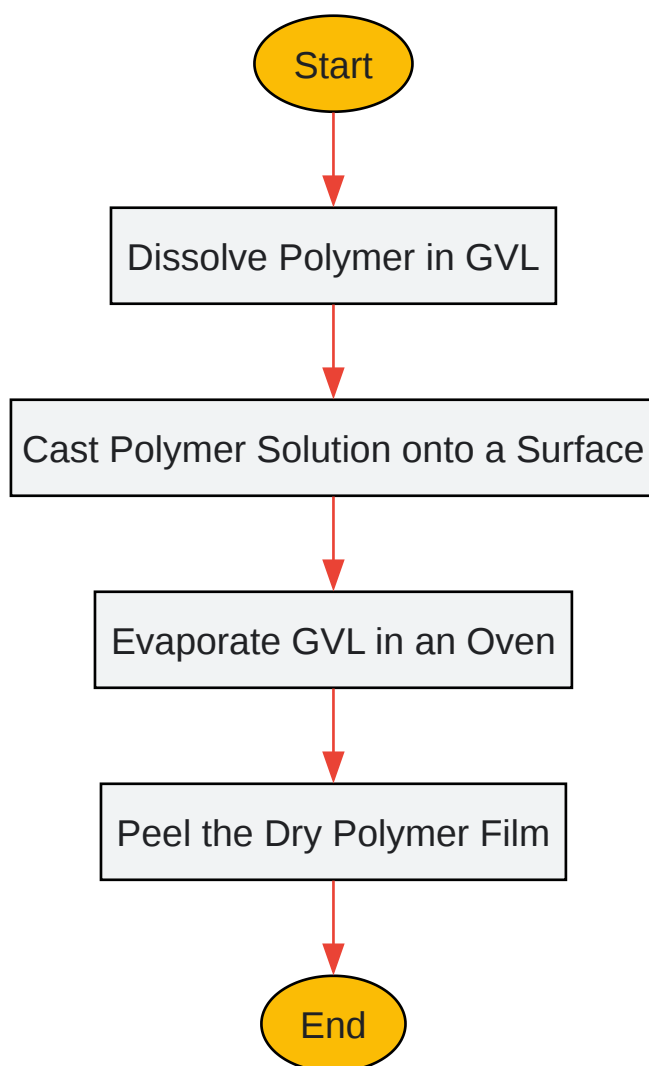 Start
Dissolve Polymer in GVL
Cast Polymer Solution onto a Surface
Evaporate GVL in an Oven
Peel the Dry Polymer Film
End